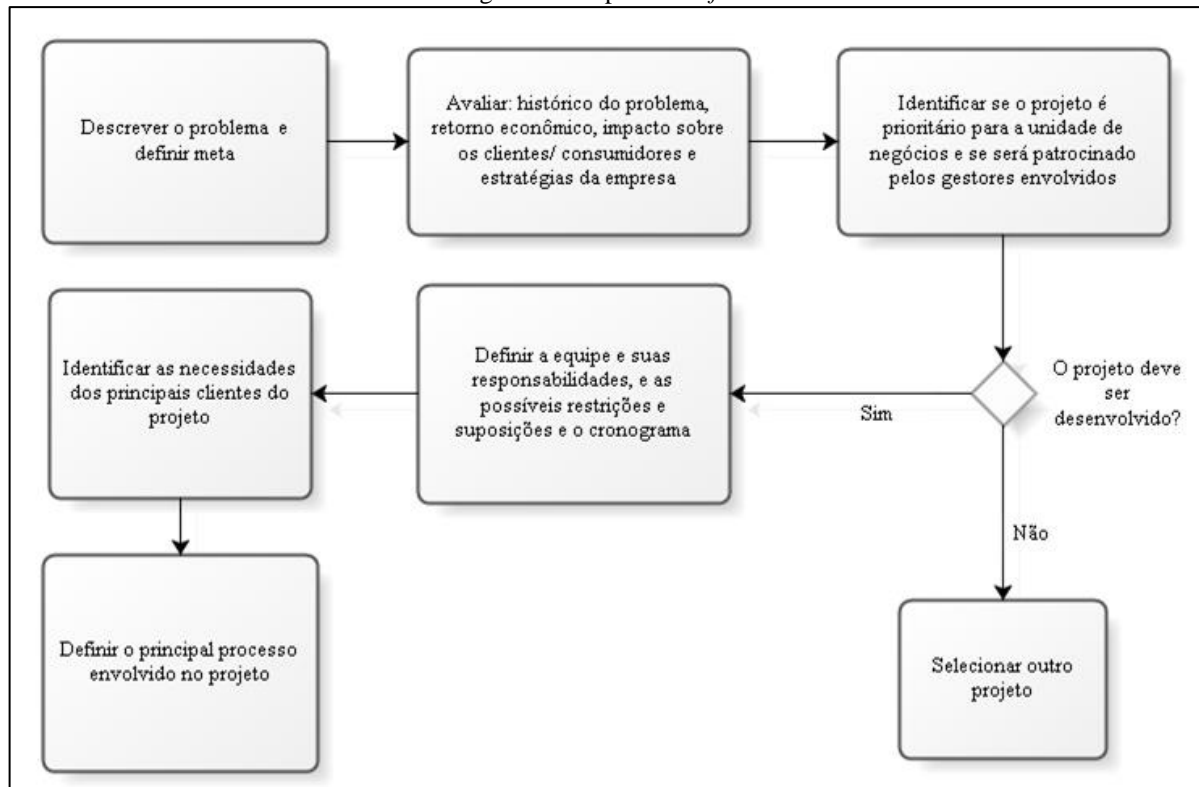 Descrever o problema e
definir meta
Avaliar: histórico do problema,
retorno econômico, impacto sobre
os clientes/ consumidores e
estratégias da empresa
Identificar se o projeto é
prioritário para a unidade de
negócios e se será patrocinado
pelos gestores envolvidos
O projeto deve
ser
desenvolvido?
Sim
Definir a equipe e suas
responsabilidades, e as
possíveis restrições e
suposições e o cronograma
Identificar as necessidades
dos principais clientes do
projeto
Definir o principal processo
envolvido no projeto
Não
Selecionar outro
projeto